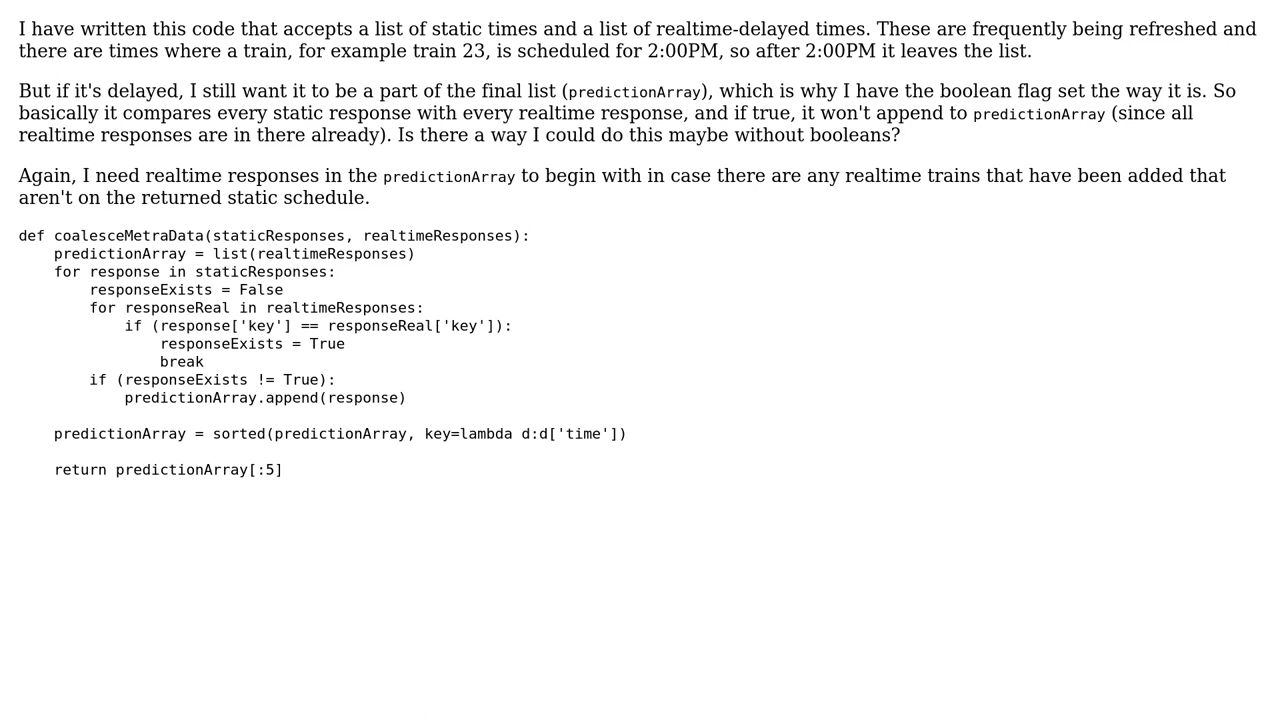 I have written this code that accepts a list of static times and a list of realtime-delayed times. These are frequently being refreshed and
there are times where a train, for example train 23, is scheduled for 2:00PM, so after 2:00PM it leaves the list.
But if it's delayed, I still want it to be a part of the final list (predictionArray), which is why I have the boolean flag set the way it is. So
basically it compares every static response with every realtime response, and if true, it won't append to predictionArray (since all
realtime responses are in there already). Is there a way I could do this maybe without booleans?
Again, I need realtime responses in the predictionArray to begin with in case there are any realtime trains that have been added that
aren't on the returned static schedule.
def coalesceMetraData(staticResponses, realtimeResponses):
    predictionArray = list(realtimeResponses)
    for response in staticResponses:
        responseExists = False
        for responseReal in realtimeResponses:
            if (response['key'] == responseReal['key']):
                responseExists = True
                break
        if (responseExists != True):
            predictionArray.append(response)
    predictionArray = sorted(predictionArray, key=lambda d:d['time'])
    return predictionArray[:5]